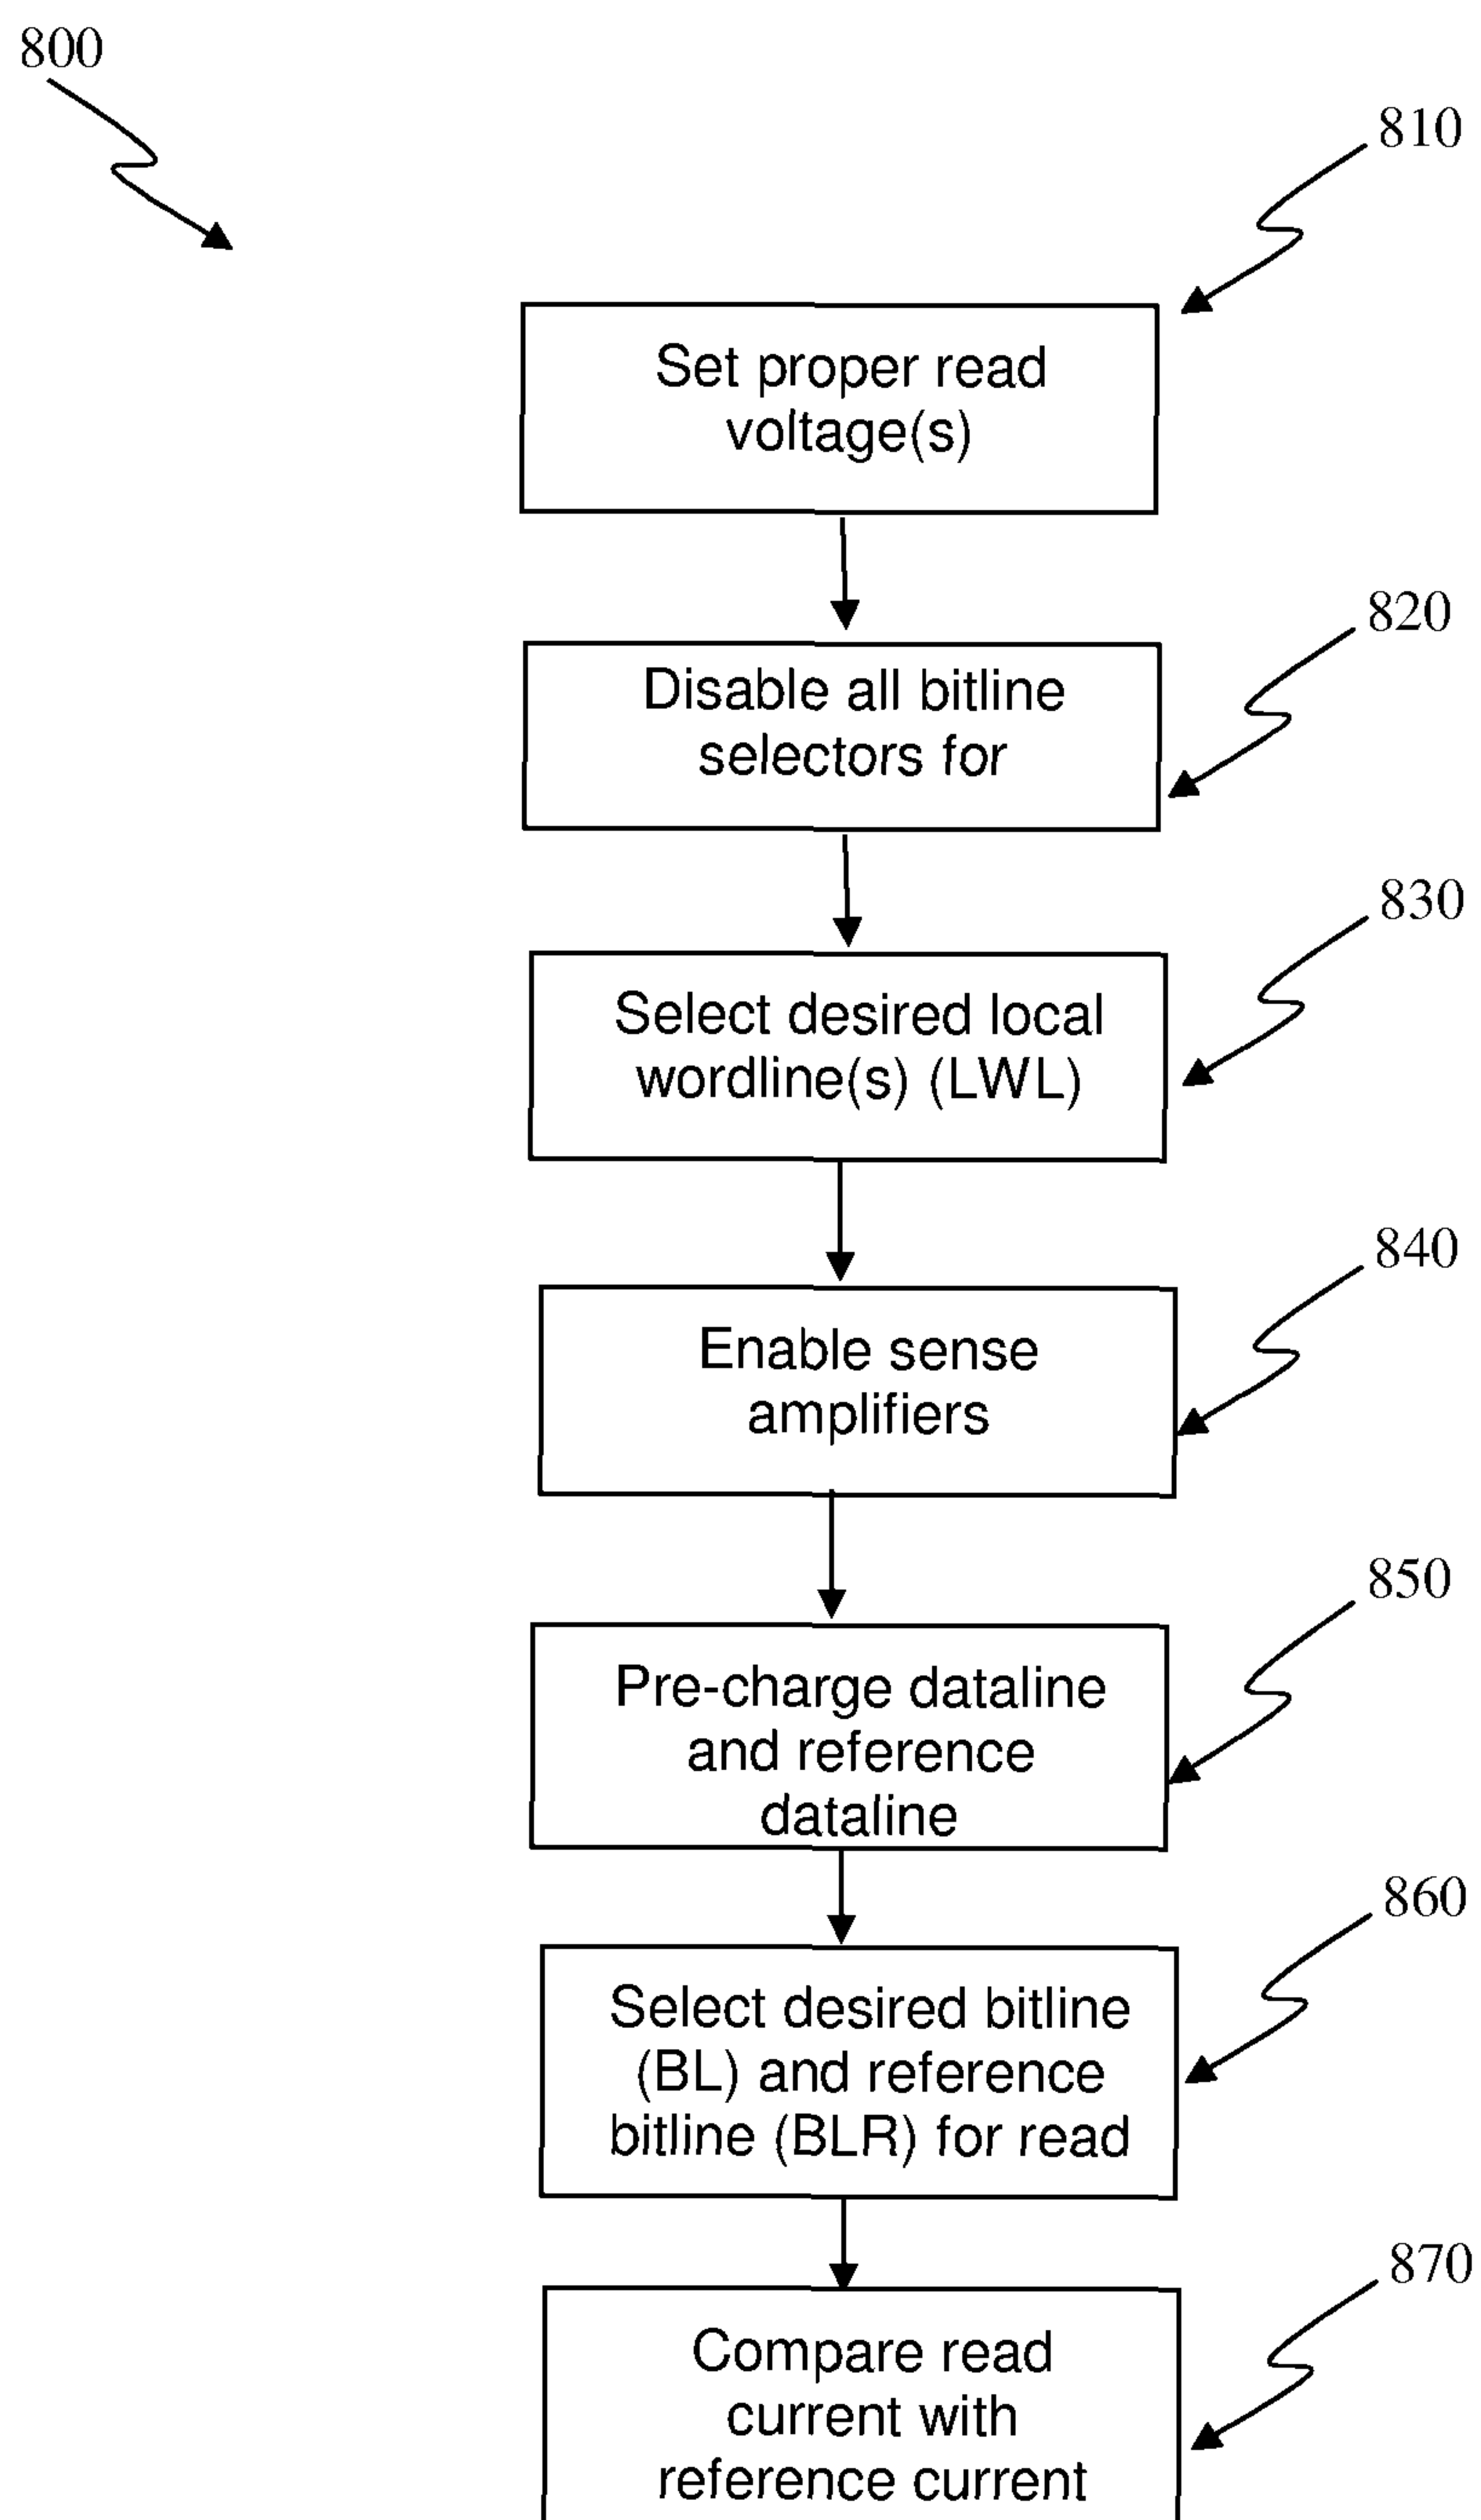 800
810
Set proper read
voltage(s)
820
Disable all bitline
selectors for
830
Select desired local
wordline(s) (LWL)
840
Enable sense
amplifiers
850
Pre-charge dataline
and reference
dataline
860
Select desired bitline
(BL) and reference
bitline (BLR) for read
870
Compare read
current with
reference current